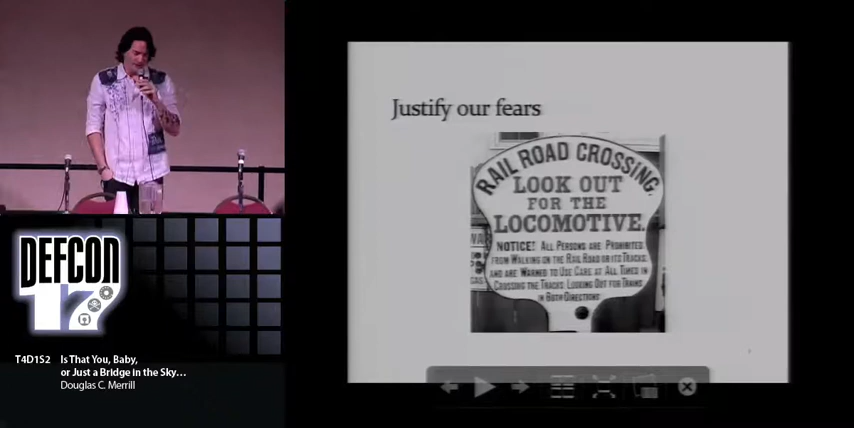 Justify our fears
RAIL ROAD CROSSING.
LOOK OUT
FOR THE
LOCOMOTIVE.
NOTICE! ALL PERSONS ARE PROHIBITED
FROM WALKING ON THE RAIL ROAD OR ITS TRACKS
AND ARE WARNED TO USE CARE AT ALL TIMES IN
CROSSING THE TRACKS LOOKING OUT FOR TRAINS
IN BOTH DIRECTIONS
DEFCON
17
T4D1S2 Is That You, Baby,
or Just a Bridge in the Sky...
Douglas C. Merrill